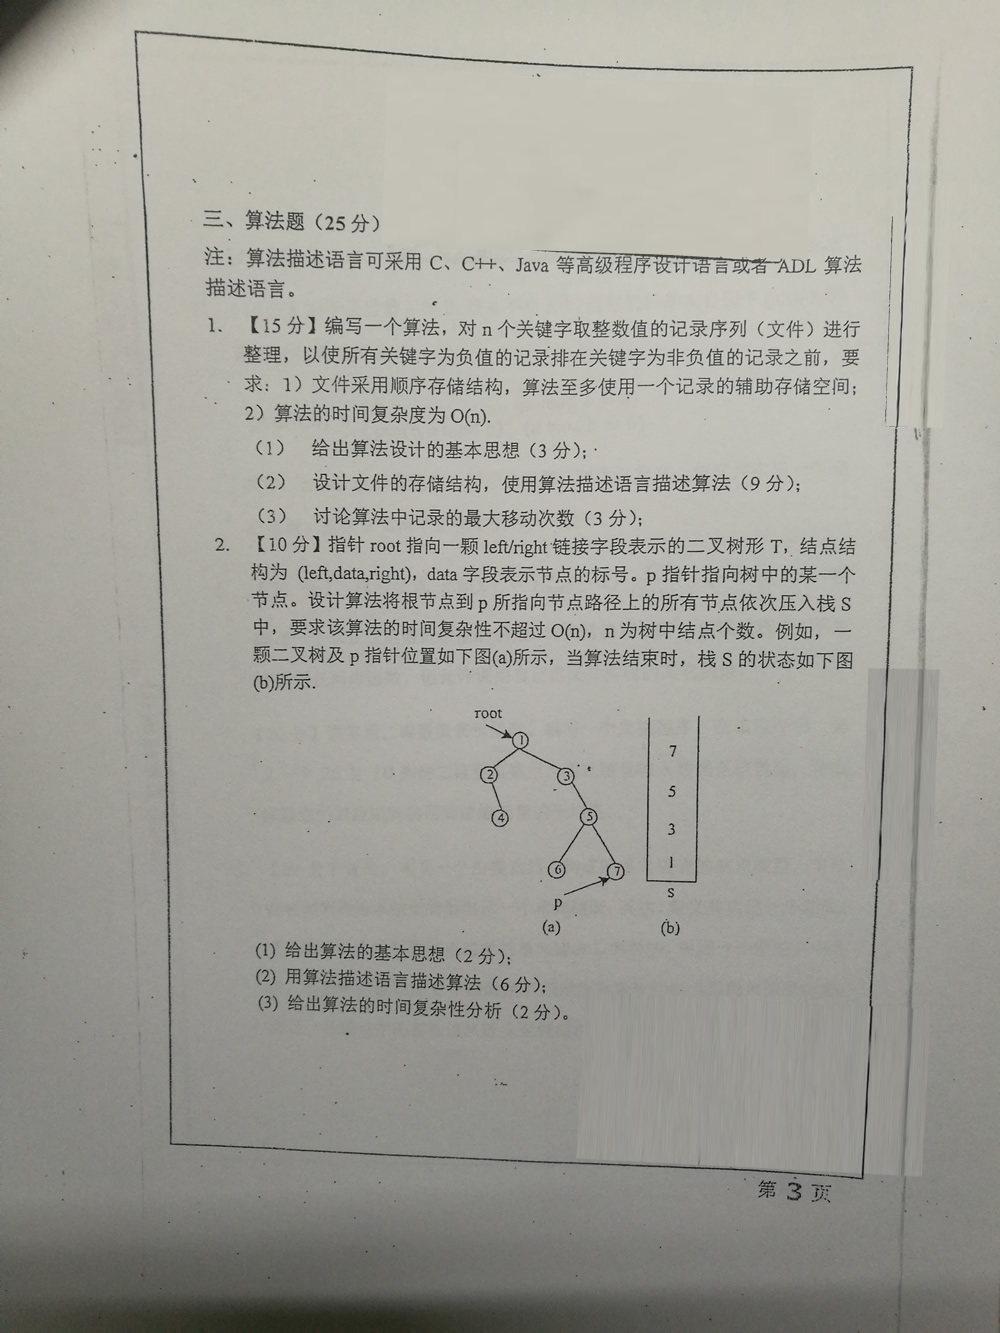 三、算法题（25 分）
注：算法描述语言可采用 C、C++、Java 等高级程序设计语言或者 ADL 算法
描述语言。
1. 【15 分】编写一个算法，对 n 个关键字取整数值的记录序列（文件）进行
整理，以使所有关键字为负值的记录排在关键字为非负值的记录之前，要
求：1）文件采用顺序存储结构，算法至多使用一个记录的辅助存储空间；
2）算法的时间复杂度为 O(n).
（1） 给出算法设计的基本思想（3 分）；
（2） 设计文件的存储结构，使用算法描述语言描述算法（9 分）；
（3） 讨论算法中记录的最大移动次数（3 分）；
2. 【10 分】指针 root 指向一颗 left/right 链接字段表示的二叉树形 T，结点结
构为 (left,data,right)，data 字段表示节点的标号。p 指针指向树中的某一个
节点。设计算法将根节点到 p 所指向节点路径上的所有节点依次压入栈 S
中，要求该算法的时间复杂性不超过 O(n)，n 为树中结点个数。例如，一
颗二叉树及 p 指针位置如下图(a)所示，当算法结束时，栈 S 的状态如下图
(b)所示.
root
1
2 3
4 5
6 7
p
(a)
7
5
3
1
S
(b)
(1) 给出算法的基本思想（2 分）；
(2) 用算法描述语言描述算法（6 分）；
(3) 给出算法的时间复杂性分析（2 分）。
第 3 页